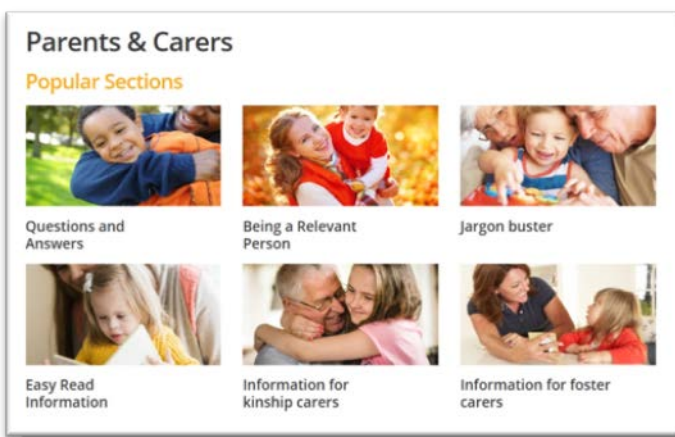 Parents & Carers
Popular Sections
Questions and
Answers
Being a Relevant
Person
Jargon buster
Easy Read
Information
Information for
kinship carers
Information for foster
carers